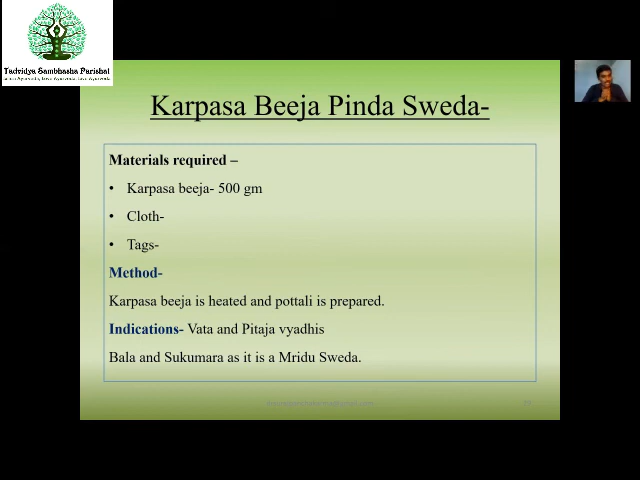 Tadvidya Sambhasha Parishat
Karpasa Beeja Pinda Sweda-
Materials required –
• Karpasa beeja- 500 gm
• Cloth-
• Tags-
Method-
Karpasa beeja is heated and pottali is prepared.
Indications- Vata and Pitaja vyadhis
Bala and Sukumara as it is a Mridu Sweda.